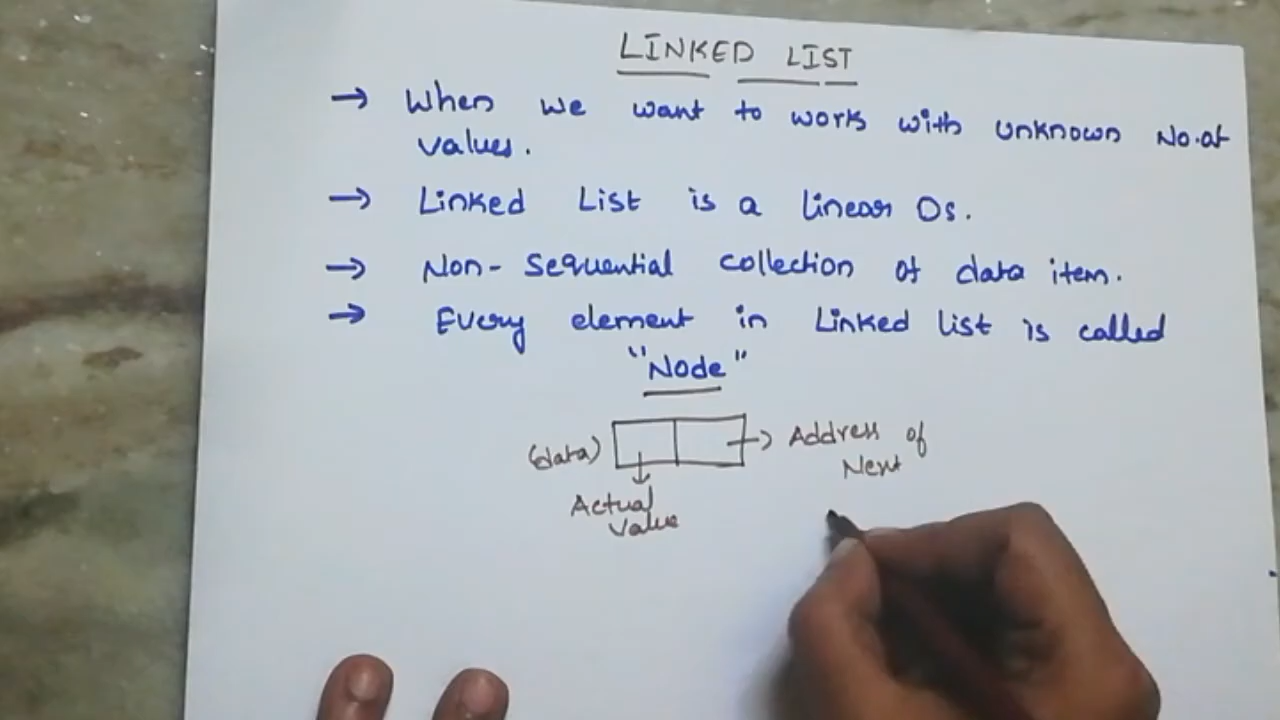 LINKED LIST
→ When we want to work with unknown No.of
values.
→ Linked List is a linear Ds.
→ Non-Sequential collection of data item.
→ Every element in Linked list is called
"Node"
(data) → Address of
Next
Actual
value